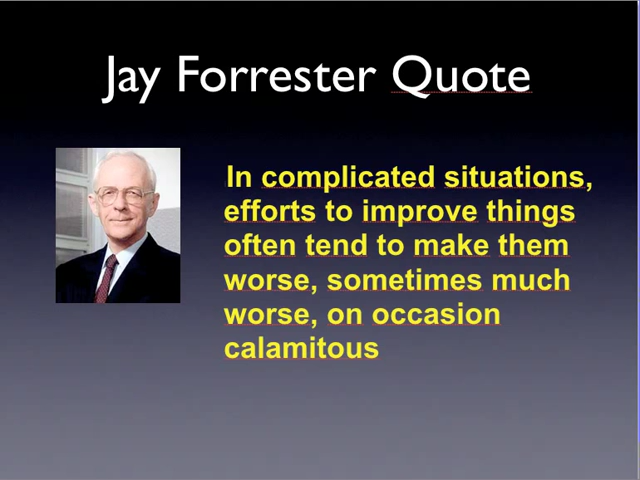 Jay Forrester Quote
In complicated situations,
efforts to improve things
often tend to make them
worse, sometimes much
worse, on occasion
calamitous